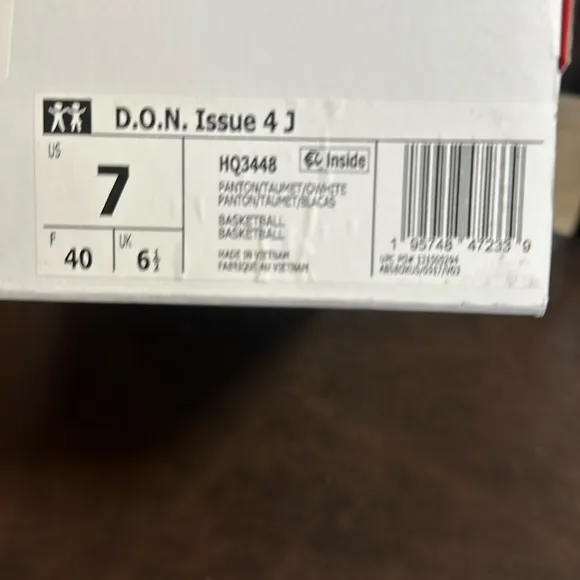 D.O.N. Issue 4 J
US
7
F
40
UK
6½
HQ3448
Inside
PANTON/TAUMET/OWHITE
PANTON/TAUMET/BLACAS
BASKETBALL
BASKETBALL
MADE IN VIETNAM
FABRIQUE AU VIETNAM
1 95748 47233 9